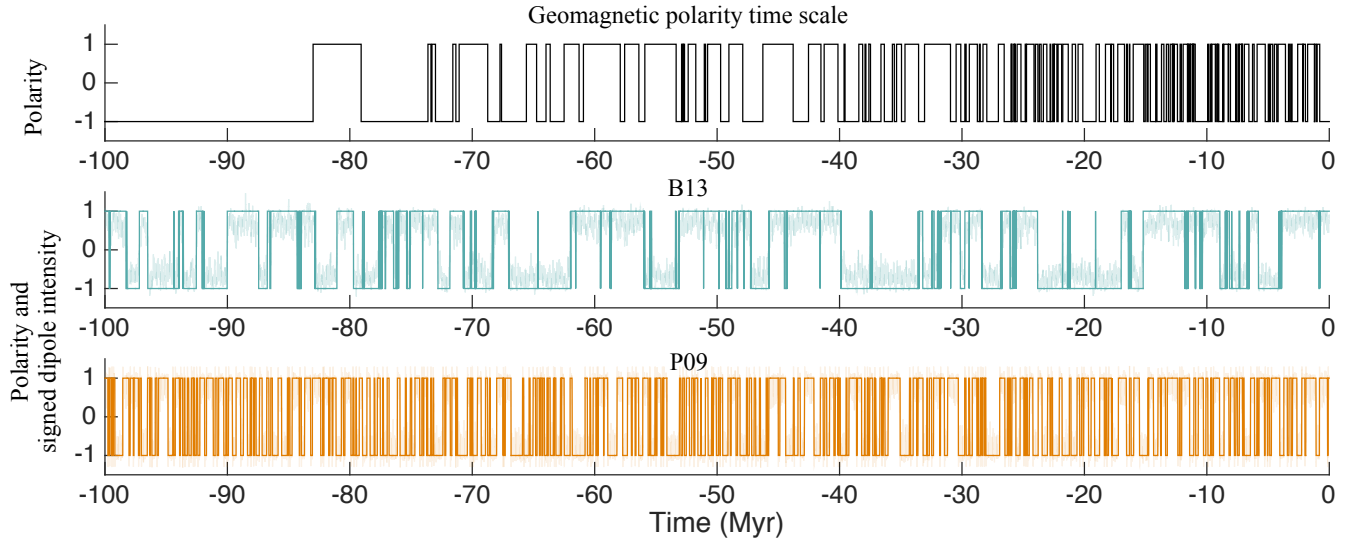 Geomagnetic polarity time scale
Polarity
1
0
-1
-100 -90 -80 -70 -60 -50 -40 -30 -20 -10 0
B13
Polarity and
signed dipole intensity
1
0
-1
-100 -90 -80 -70 -60 -50 -40 -30 -20 -10 0
P09
1
0
-1
-100 -90 -80 -70 -60 -50 -40 -30 -20 -10 0
Time (Myr)